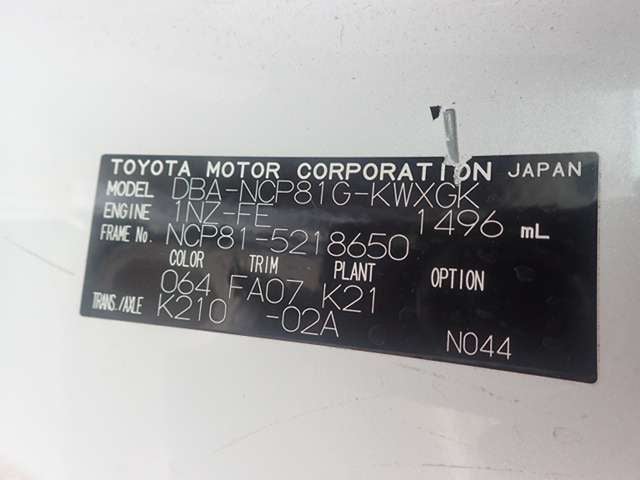 TOYOTA MOTOR CORPORATION JAPAN
MODEL DBA-NCP81G-KWXGK
ENGINE 1NZ-FE 1496 mL
FRAME No. NCP81-5218650
COLOR TRIM PLANT OPTION
064 FA07 K21
TRANS./AXLE K210 -02A
N044